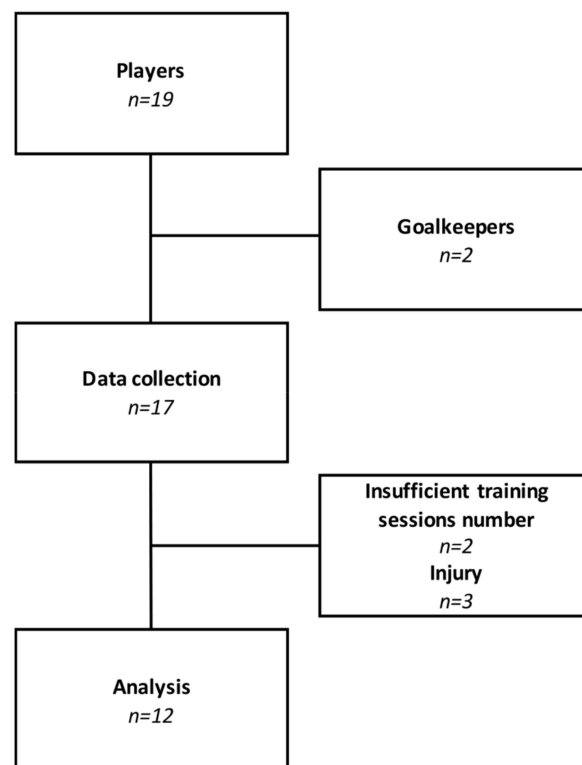 Players
n=19
Goalkeepers
n=2
Data collection
n=17
Insufficient training
sessions number
n=2
Injury
n=3
Analysis
n=12